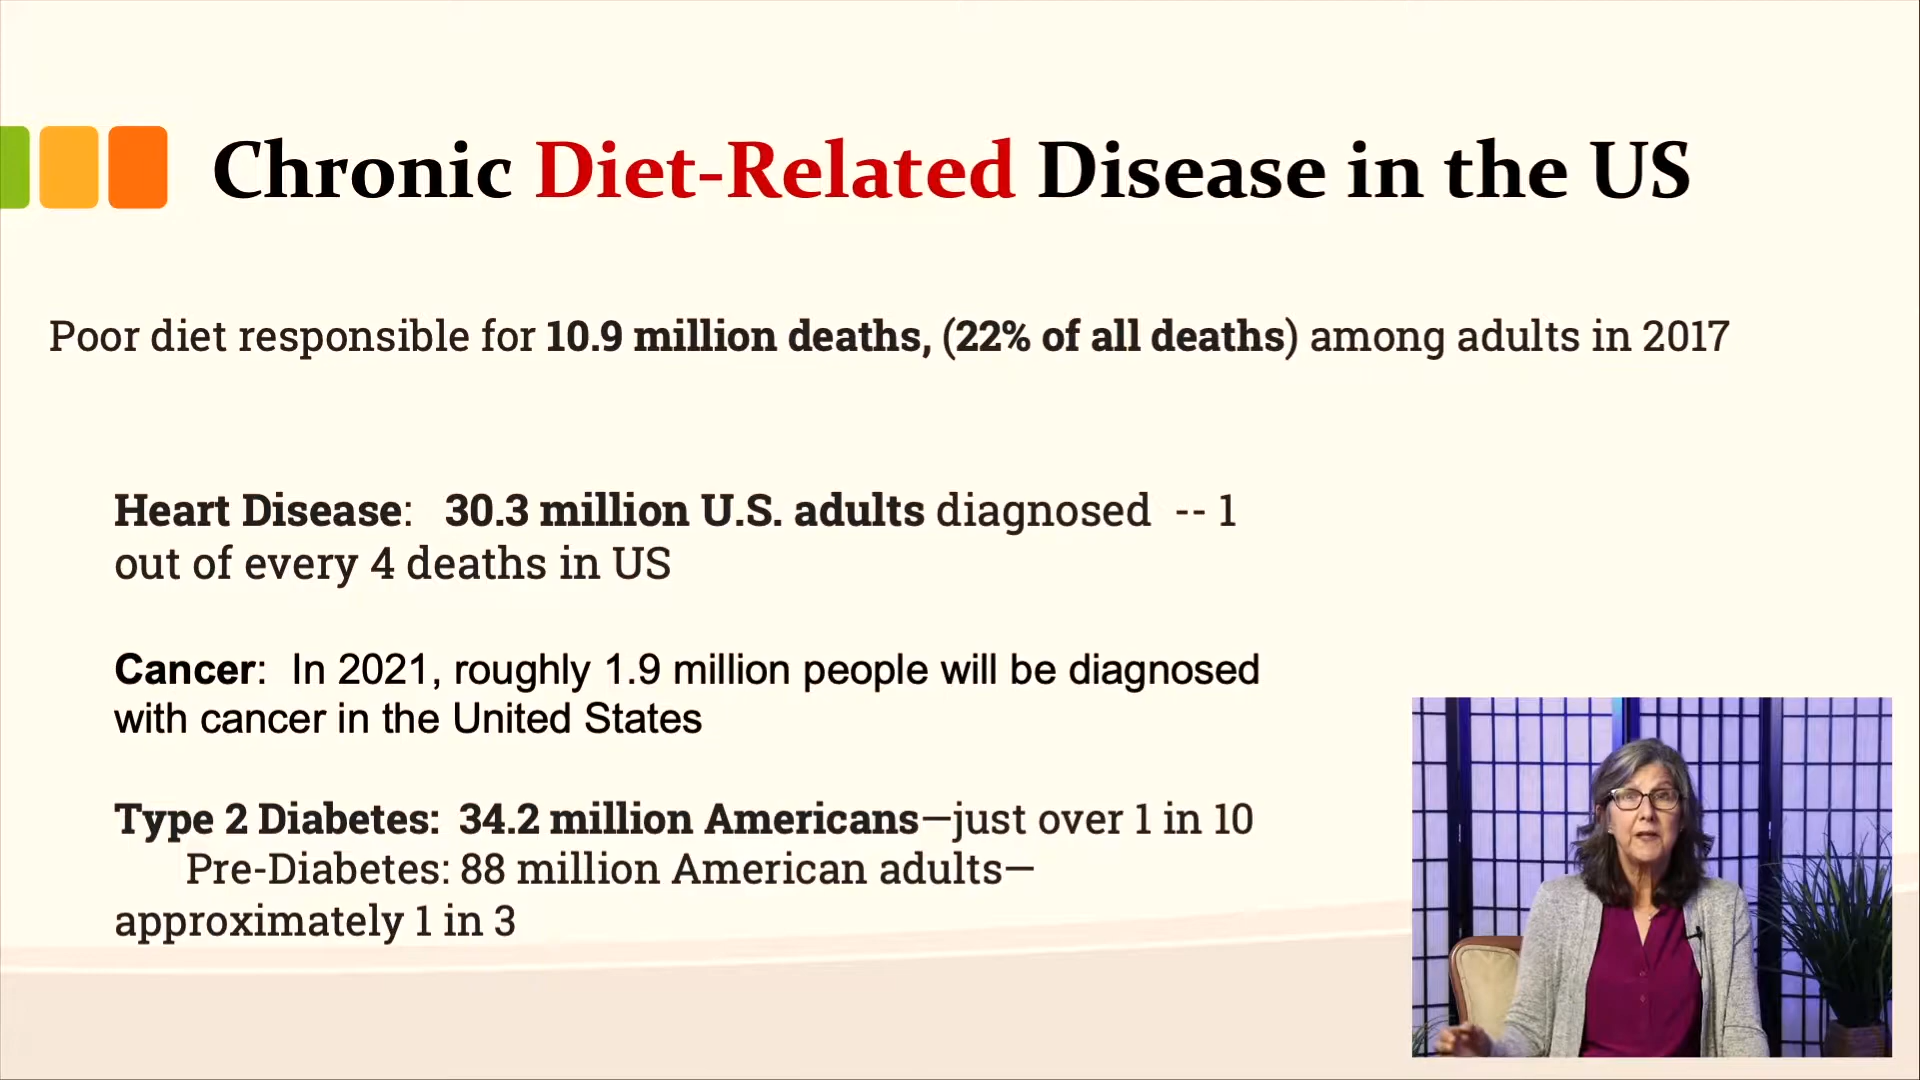 Chronic Diet-Related Disease in the US
Poor diet responsible for 10.9 million deaths, (22% of all deaths) among adults in 2017
Heart Disease:   30.3 million U.S. adults diagnosed  -- 1
out of every 4 deaths in US
Cancer:  In 2021, roughly 1.9 million people will be diagnosed
with cancer in the United States
Type 2 Diabetes:  34.2 million Americans—just over 1 in 10
Pre-Diabetes: 88 million American adults—
approximately 1 in 3